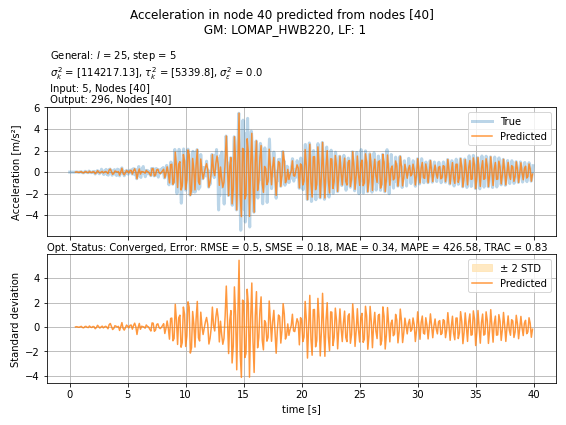 Acceleration in node 40 predicted from nodes [40]
GM: LOMAP_HWB220, LF: 1
General: l = 25, step = 5
σ²ₖ = [114217.13], τ²ₖ = [5339.8], σ²ₑ = 0.0
Input: 5, Nodes [40]
Output: 296, Nodes [40]
6
4
2
0
−2
−4
Acceleration [m/s²]
True
Predicted
Opt. Status: Converged, Error: RMSE = 0.5, SMSE = 0.18, MAE = 0.34, MAPE = 426.58, TRAC = 0.83
4
2
0
−2
−4
Standard deviation
± 2 STD
Predicted
0 5 10 15 20 25 30 35 40
time [s]